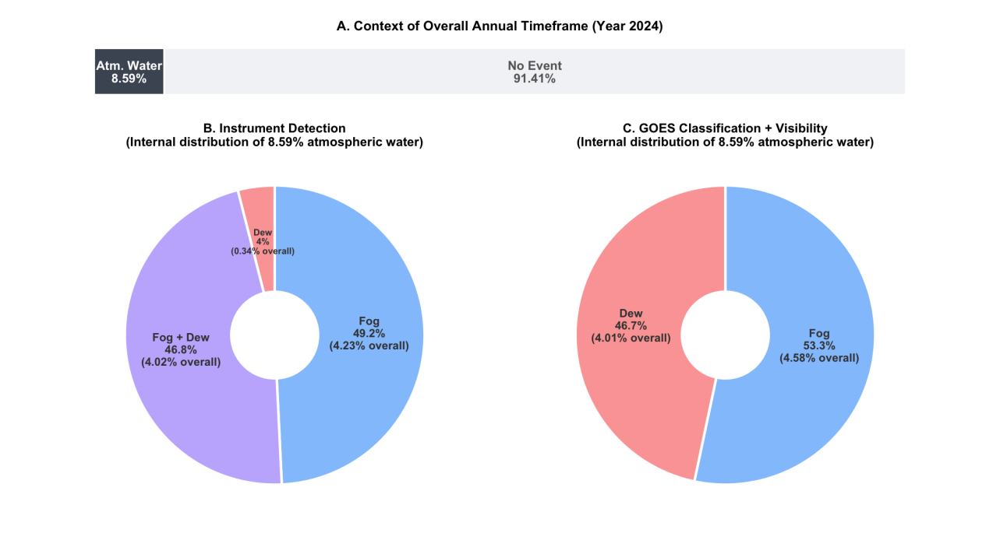 A. Context of Overall Annual Timeframe (Year 2024)
Atm. Water
8.59%
No Event
91.41%
B. Instrument Detection
(Internal distribution of 8.59% atmospheric water)
Dew
4%
(0.34% overall)
Fog
49.2%
(4.23% overall)
Fog + Dew
46.8%
(4.02% overall)
C. GOES Classification + Visibility
(Internal distribution of 8.59% atmospheric water)
Dew
46.7%
(4.01% overall)
Fog
53.3%
(4.58% overall)